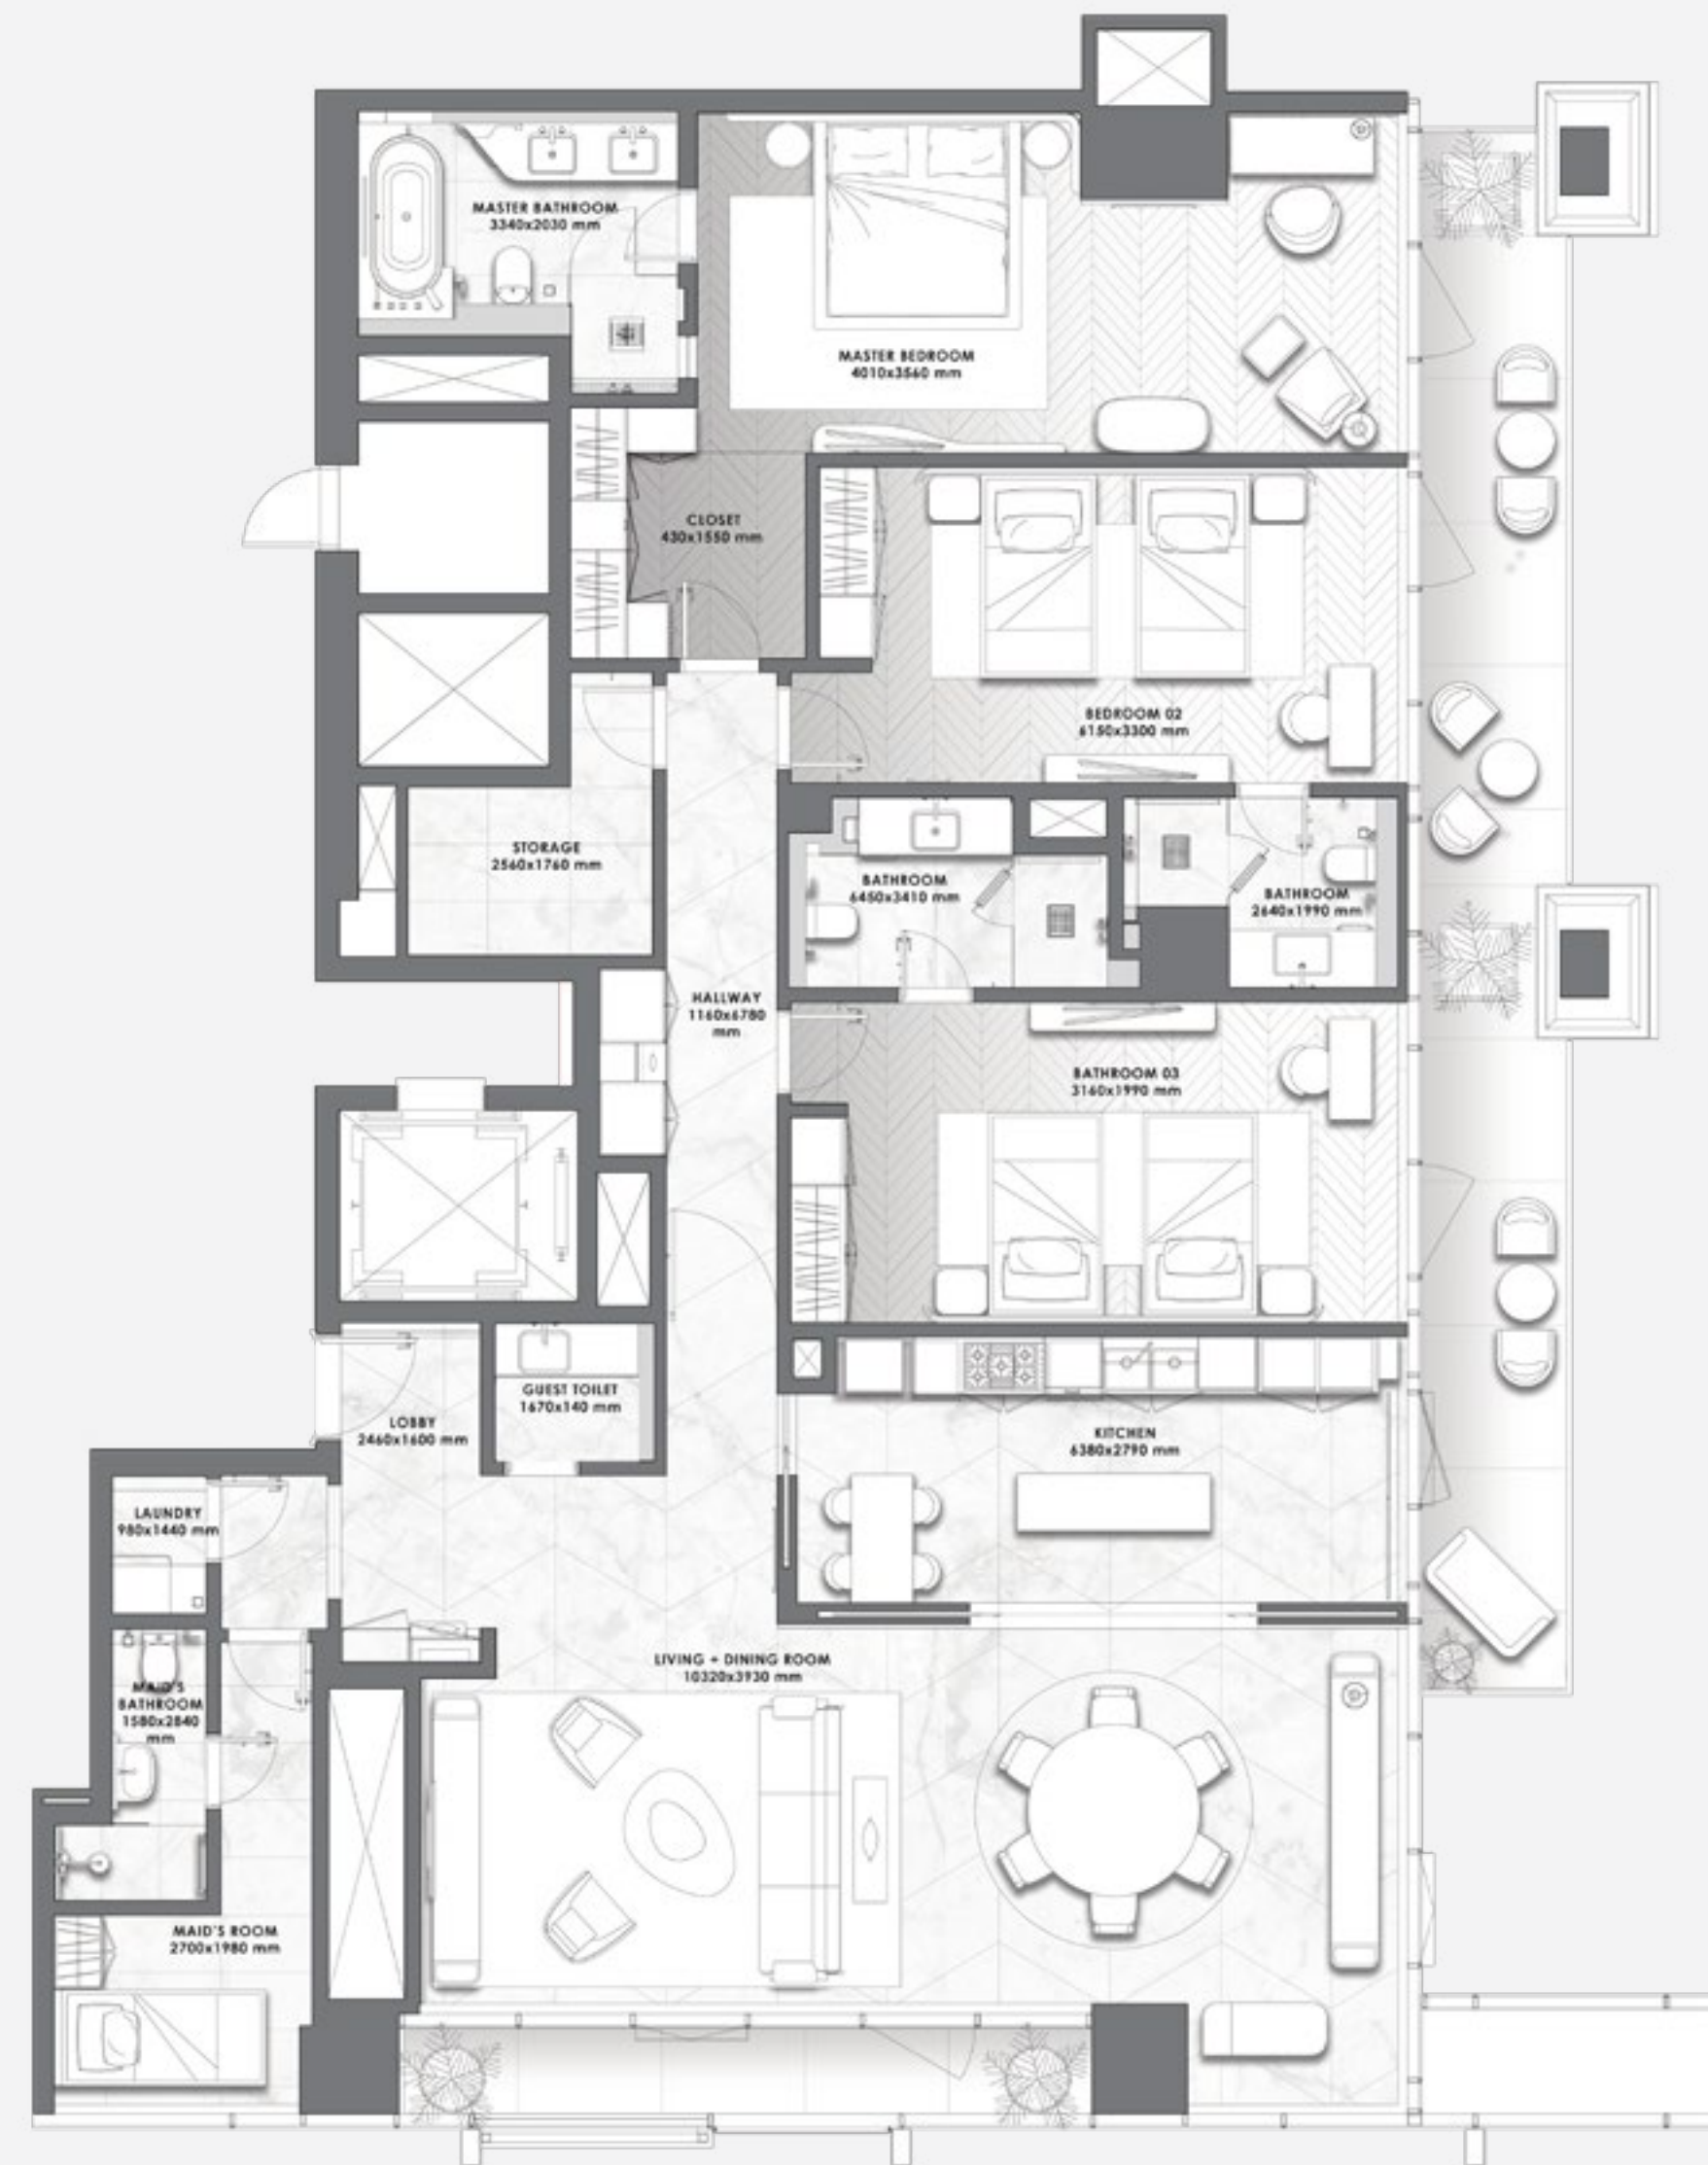 MASTER BATHROOM
3340x2030 mm
MASTER BEDROOM
4010x3560 mm
CLOSET
430x1550 mm
BEDROOM 02
6150x3300 mm
STORAGE
2560x1760 mm
BATHROOM
6450x3410 mm
BATHROOM
2640x1990 mm
HALLWAY
1160x6780
mm
BATHROOM 03
3160x1990 mm
GUEST TOILET
1670x140 mm
LOBBY
2460x1600 mm
KITCHEN
6380x2790 mm
LAUNDRY
980x1440 mm
LIVING + DINING ROOM
10320x3930 mm
MAID'S
BATHROOM
1580x2840
mm
MAID'S ROOM
2700x1980 mm